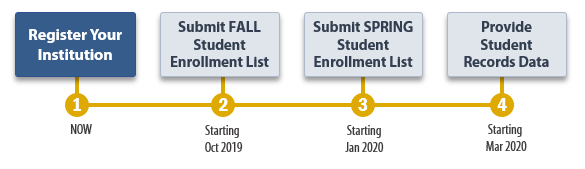 Register Your
Institution
Submit FALL
Student
Enrollment List
Submit SPRING
Student
Enrollment List
Provide
Student
Records Data
1
2
3
4
NOW
Starting
Oct 2019
Starting
Jan 2020
Starting
Mar 2020